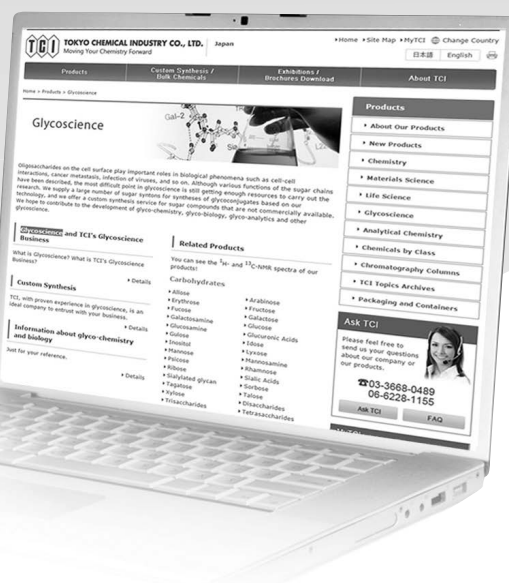 TCI TOKYO CHEMICAL INDUSTRY CO., LTD. Japan
Moving Your Chemistry Forward
Home Site Map MyTCI Change Country
日本語 English
Products
Custom Synthesis / Bulk Chemicals
Exhibitions / Brochures Download
About TCI
Home > Products > Glycoscience
Glycoscience
Gal-2
Oligosaccharides on the cell surface play important roles in biological phenomena such as cell-cell
interactions, cancer metastasis, infection of viruses, and so on. Although various functions of the sugar chains
have been described, the most difficult point in glycoscience is still getting enough resources to carry out the
research. We supply a large number of sugar syntons for syntheses of glycoconjugates based on our
technology, and we offer a custom synthesis service for sugar compounds that are not commercially available.
We hope to contribute to the development of glyco-chemistry, glyco-biology, glyco-analytics and other
glycoscience.
Glycoscience and TCI's Glycoscience
Business
What is Glycoscience? What is TCI's Glycoscience
Business?
Details
Custom Synthesis
TCI, with proven experience in glycoscience, is an
ideal company to entrust with your business.
Details
Information about glyco-chemistry
and biology
Just for your reference.
Details
Related Products
You can see the ¹H- and ¹³C-NMR spectra of our
products!
Carbohydrates
Allose
Erythrose
Fucose
Galactosamine
Glucosamine
Gulose
Inositol
Mannose
Psicose
Ribose
Sialylated glycan
Tagatose
Xylose
Trisaccharides
Arabinose
Fructose
Galactose
Glucose
Glucuronic Acids
Idose
Lyxose
Mannosamine
Rhamnose
Sialic Acids
Sorbose
Talose
Disaccharides
Tetrasaccharides
Products
About Our Products
New Products
Chemistry
Materials Science
Life Science
Glycoscience
Analytical Chemistry
Chemicals by Class
Chromatography Columns
TCI Topics Archives
Packaging and Containers
Ask TCI
Please feel free to
send us your questions
about our company or
our products.
☎03-3668-0489
06-6228-1155
Ask TCI FAQ